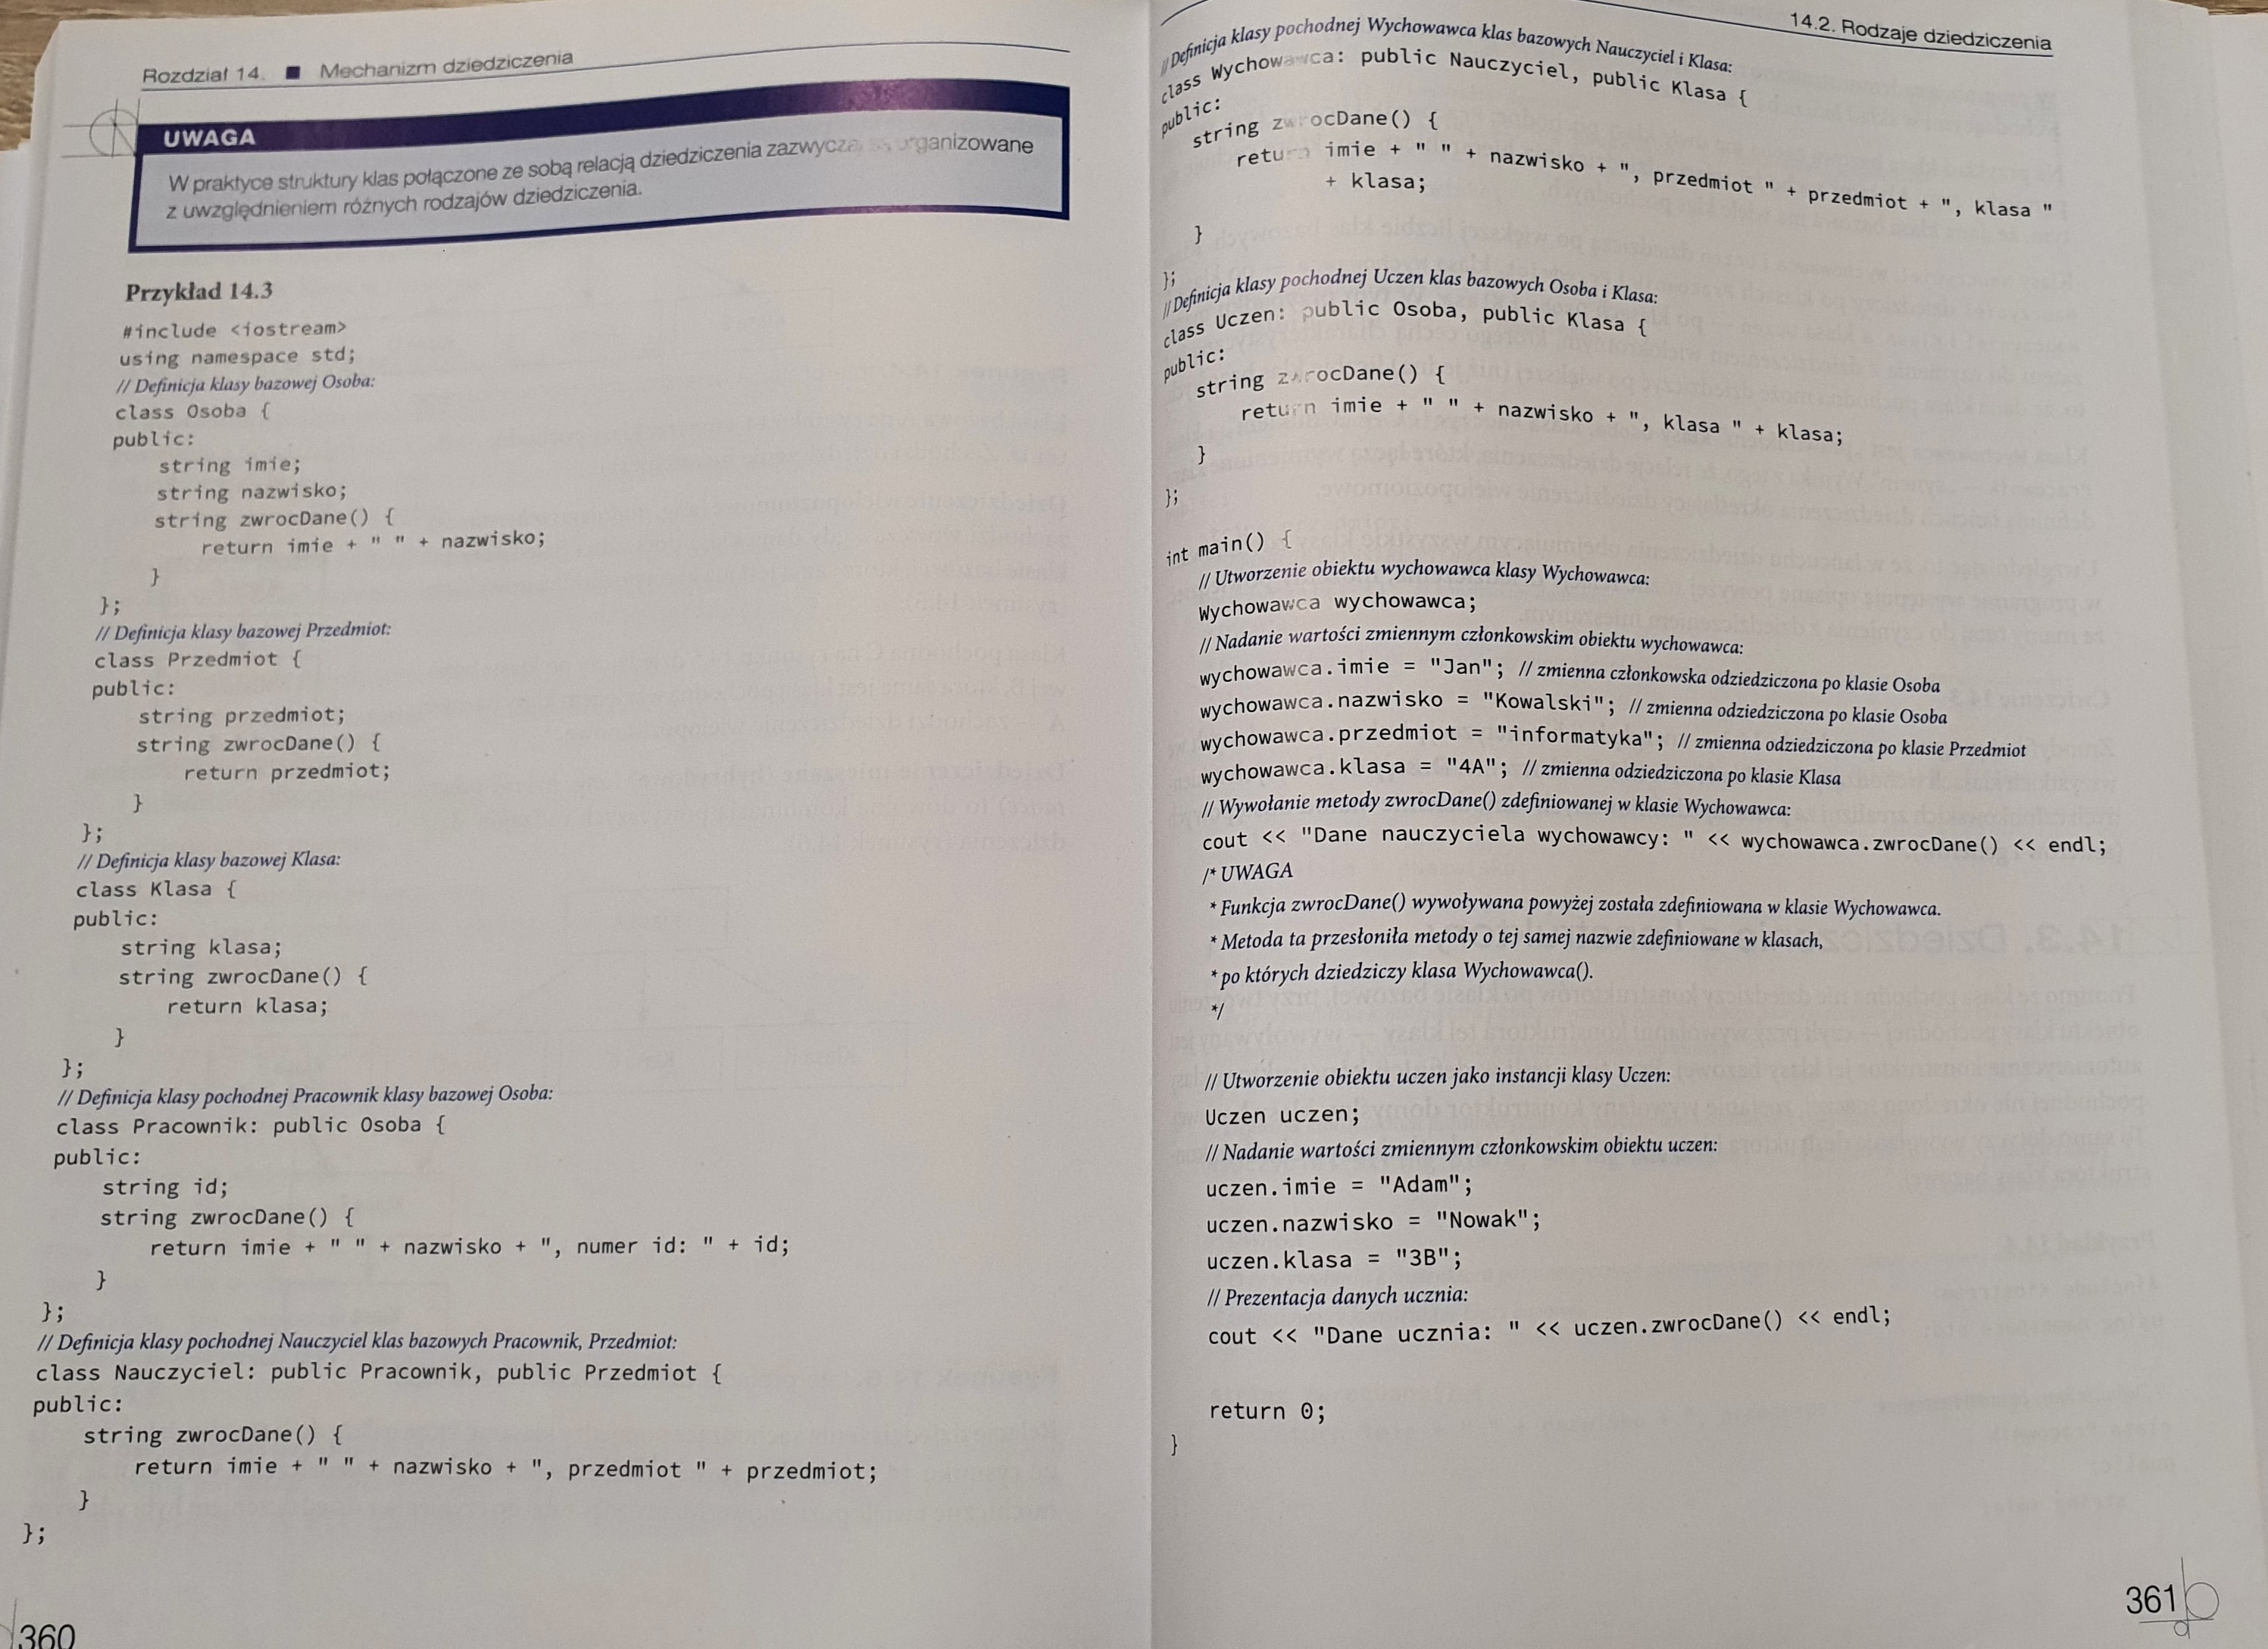 Rozdział 14. ■ Mechanizm dziedziczenia
UWAGA
W praktyce struktury klas połączone ze sobą relacją dziedziczenia zazwyczaj są organizowane
z uwzględnieniem różnych rodzajów dziedziczenia.
Przykład 14.3
#include <iostream>
using namespace std;
// Definicja klasy bazowej Osoba:
class Osoba {
public:
string imie;
string nazwisko;
string zwrocDane() {
return imie + " " + nazwisko;
}
};
// Definicja klasy bazowej Przedmiot:
class Przedmiot {
public:
string przedmiot;
string zwrocDane() {
return przedmiot;
}
};
// Definicja klasy bazowej Klasa:
class Klasa {
public:
string klasa;
string zwrocDane() {
return klasa;
}
};
// Definicja klasy pochodnej Pracownik klasy bazowej Osoba:
class Pracownik: public Osoba {
public:
string id;
string zwrocDane() {
return imie + " " + nazwisko + ", numer id: " + id;
}
};
// Definicja klasy pochodnej Nauczyciel klas bazowych Pracownik, Przedmiot:
class Nauczyciel: public Pracownik, public Przedmiot {
public:
string zwrocDane() {
return imie + " " + nazwisko + ", przedmiot " + przedmiot;
}
};
360
14.2. Rodzaje dziedziczenia
// Definicja klasy pochodnej Wychowawca klas bazowych Nauczyciel i Klasa:
class Wychowawca: public Nauczyciel, public Klasa {
public:
string zwrocDane() {
return imie + " " + nazwisko + ", przedmiot " + przedmiot + ", klasa "
+ klasa;
}
};
// Definicja klasy pochodnej Uczen klas bazowych Osoba i Klasa:
class Uczen: public Osoba, public Klasa {
public:
string zwrocDane() {
return imie + " " + nazwisko + ", klasa " + klasa;
}
};
int main() {
// Utworzenie obiektu wychowawca klasy Wychowawca:
Wychowawca wychowawca;
// Nadanie wartości zmiennym członkowskim obiektu wychowawca:
wychowawca.imie = "Jan"; // zmienna członkowska odziedziczona po klasie Osoba
wychowawca.nazwisko = "Kowalski"; // zmienna odziedziczona po klasie Osoba
wychowawca.przedmiot = "informatyka"; // zmienna odziedziczona po klasie Przedmiot
wychowawca.klasa = "4A"; // zmienna odziedziczona po klasie Klasa
// Wywołanie metody zwrocDane() zdefiniowanej w klasie Wychowawca:
cout << "Dane nauczyciela wychowawcy: " << wychowawca.zwrocDane() << endl;
/* UWAGA
* Funkcja zwrocDane() wywoływana powyżej została zdefiniowana w klasie Wychowawca.
* Metoda ta przesłoniła metody o tej samej nazwie zdefiniowane w klasach,
* po których dziedziczy klasa Wychowawca().
*/
// Utworzenie obiektu uczen jako instancji klasy Uczen:
Uczen uczen;
// Nadanie wartości zmiennym członkowskim obiektu uczen:
uczen.imie = "Adam";
uczen.nazwisko = "Nowak";
uczen.klasa = "3B";
// Prezentacja danych ucznia:
cout << "Dane ucznia: " << uczen.zwrocDane() << endl;
return 0;
}
361